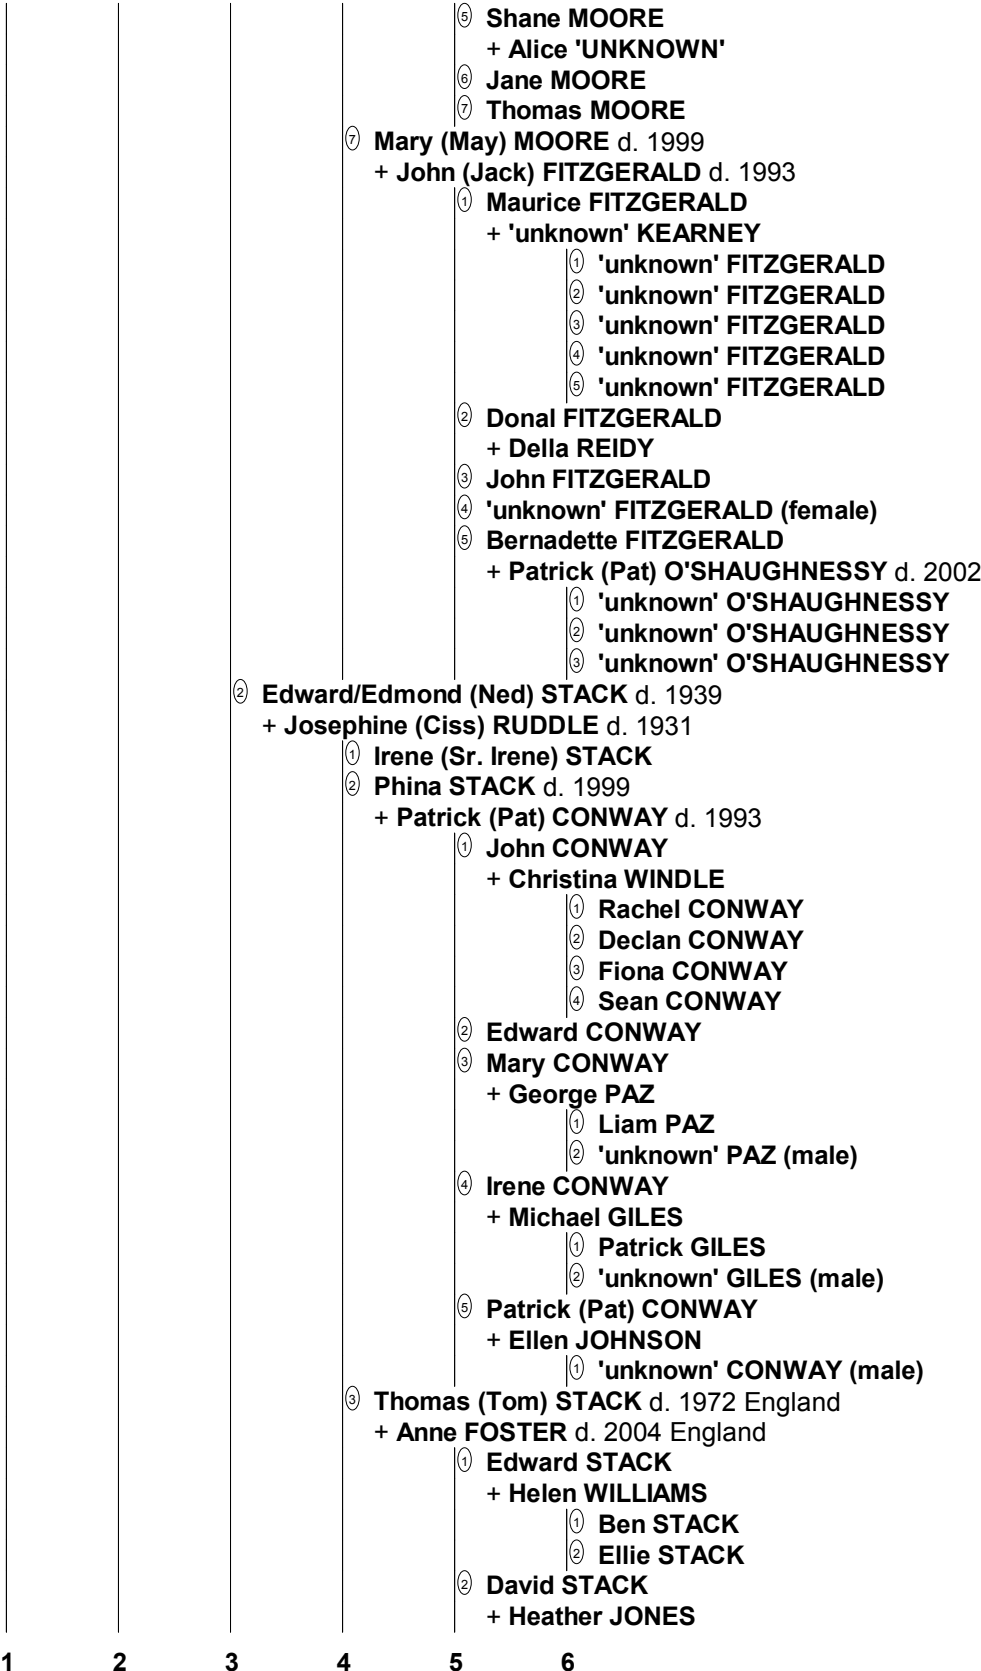 ⑤ Shane MOORE
+ Alice 'UNKNOWN'
⑥ Jane MOORE
⑦ Thomas MOORE
⑦ Mary (May) MOORE d. 1999
+ John (Jack) FITZGERALD d. 1993
① Maurice FITZGERALD
+ 'unknown' KEARNEY
① 'unknown' FITZGERALD
② 'unknown' FITZGERALD
③ 'unknown' FITZGERALD
④ 'unknown' FITZGERALD
⑤ 'unknown' FITZGERALD
② Donal FITZGERALD
+ Della REIDY
③ John FITZGERALD
④ 'unknown' FITZGERALD (female)
⑤ Bernadette FITZGERALD
+ Patrick (Pat) O'SHAUGHNESSY d. 2002
① 'unknown' O'SHAUGHNESSY
② 'unknown' O'SHAUGHNESSY
③ 'unknown' O'SHAUGHNESSY
② Edward/Edmond (Ned) STACK d. 1939
+ Josephine (Ciss) RUDDLE d. 1931
① Irene (Sr. Irene) STACK
② Phina STACK d. 1999
+ Patrick (Pat) CONWAY d. 1993
① John CONWAY
+ Christina WINDLE
① Rachel CONWAY
② Declan CONWAY
③ Fiona CONWAY
④ Sean CONWAY
② Edward CONWAY
③ Mary CONWAY
+ George PAZ
① Liam PAZ
② 'unknown' PAZ (male)
④ Irene CONWAY
+ Michael GILES
① Patrick GILES
② 'unknown' GILES (male)
⑤ Patrick (Pat) CONWAY
+ Ellen JOHNSON
① 'unknown' CONWAY (male)
③ Thomas (Tom) STACK d. 1972 England
+ Anne FOSTER d. 2004 England
① Edward STACK
+ Helen WILLIAMS
① Ben STACK
② Ellie STACK
② David STACK
+ Heather JONES
1 2 3 4 5 6